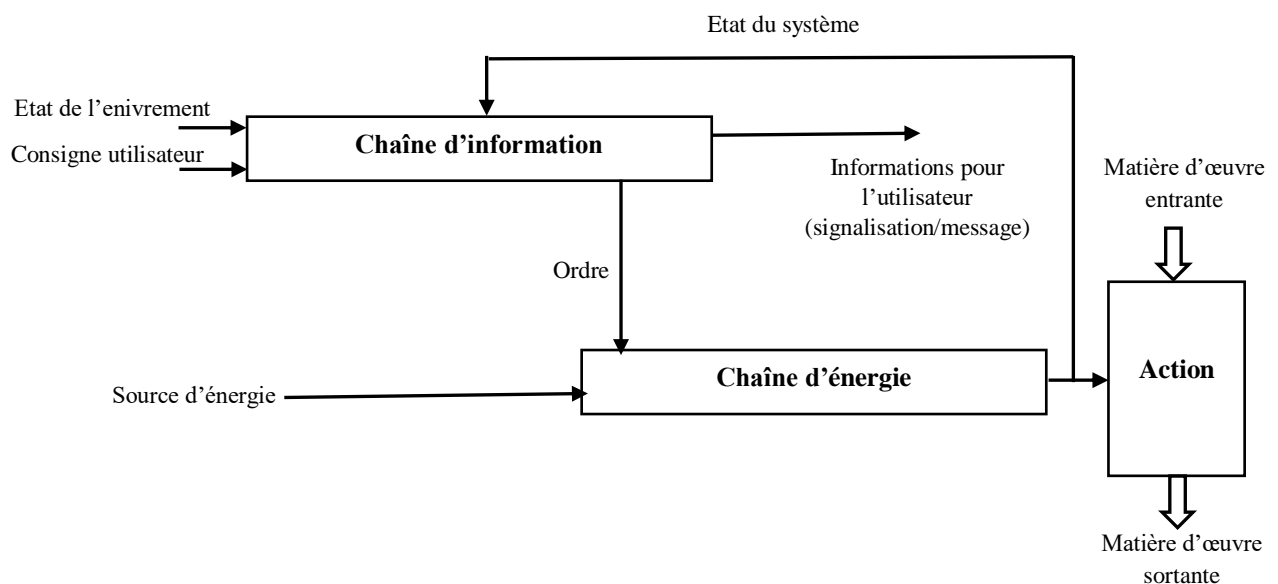 Etat du système
Etat de l’enivrement
Consigne utilisateur
Chaîne d’information
Informations pour
l’utilisateur
(signalisation/message)
Matière d’œuvre
entrante
Ordre
Chaîne d’énergie
Action
Source d’énergie
Matière d’œuvre
sortante